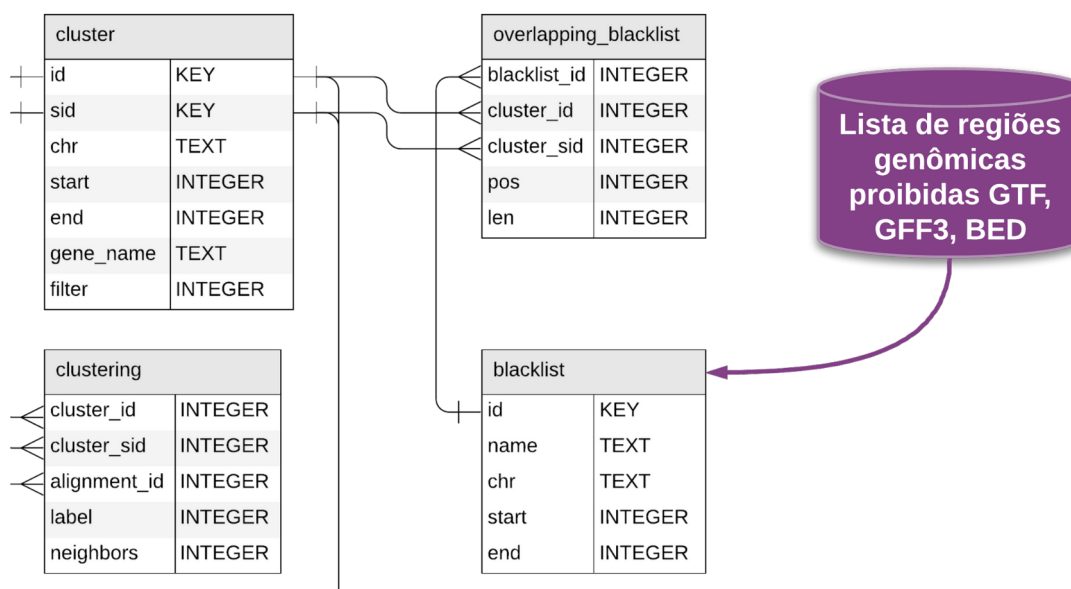 cluster
id KEY
sid KEY
chr TEXT
start INTEGER
end INTEGER
gene_name TEXT
filter INTEGER
overlapping_blacklist
blacklist_id INTEGER
cluster_id INTEGER
cluster_sid INTEGER
pos INTEGER
len INTEGER
Lista de regiões
genômicas
proibidas GTF,
GFF3, BED
clustering
cluster_id INTEGER
cluster_sid INTEGER
alignment_id INTEGER
label INTEGER
neighbors INTEGER
blacklist
id KEY
name TEXT
chr TEXT
start INTEGER
end INTEGER